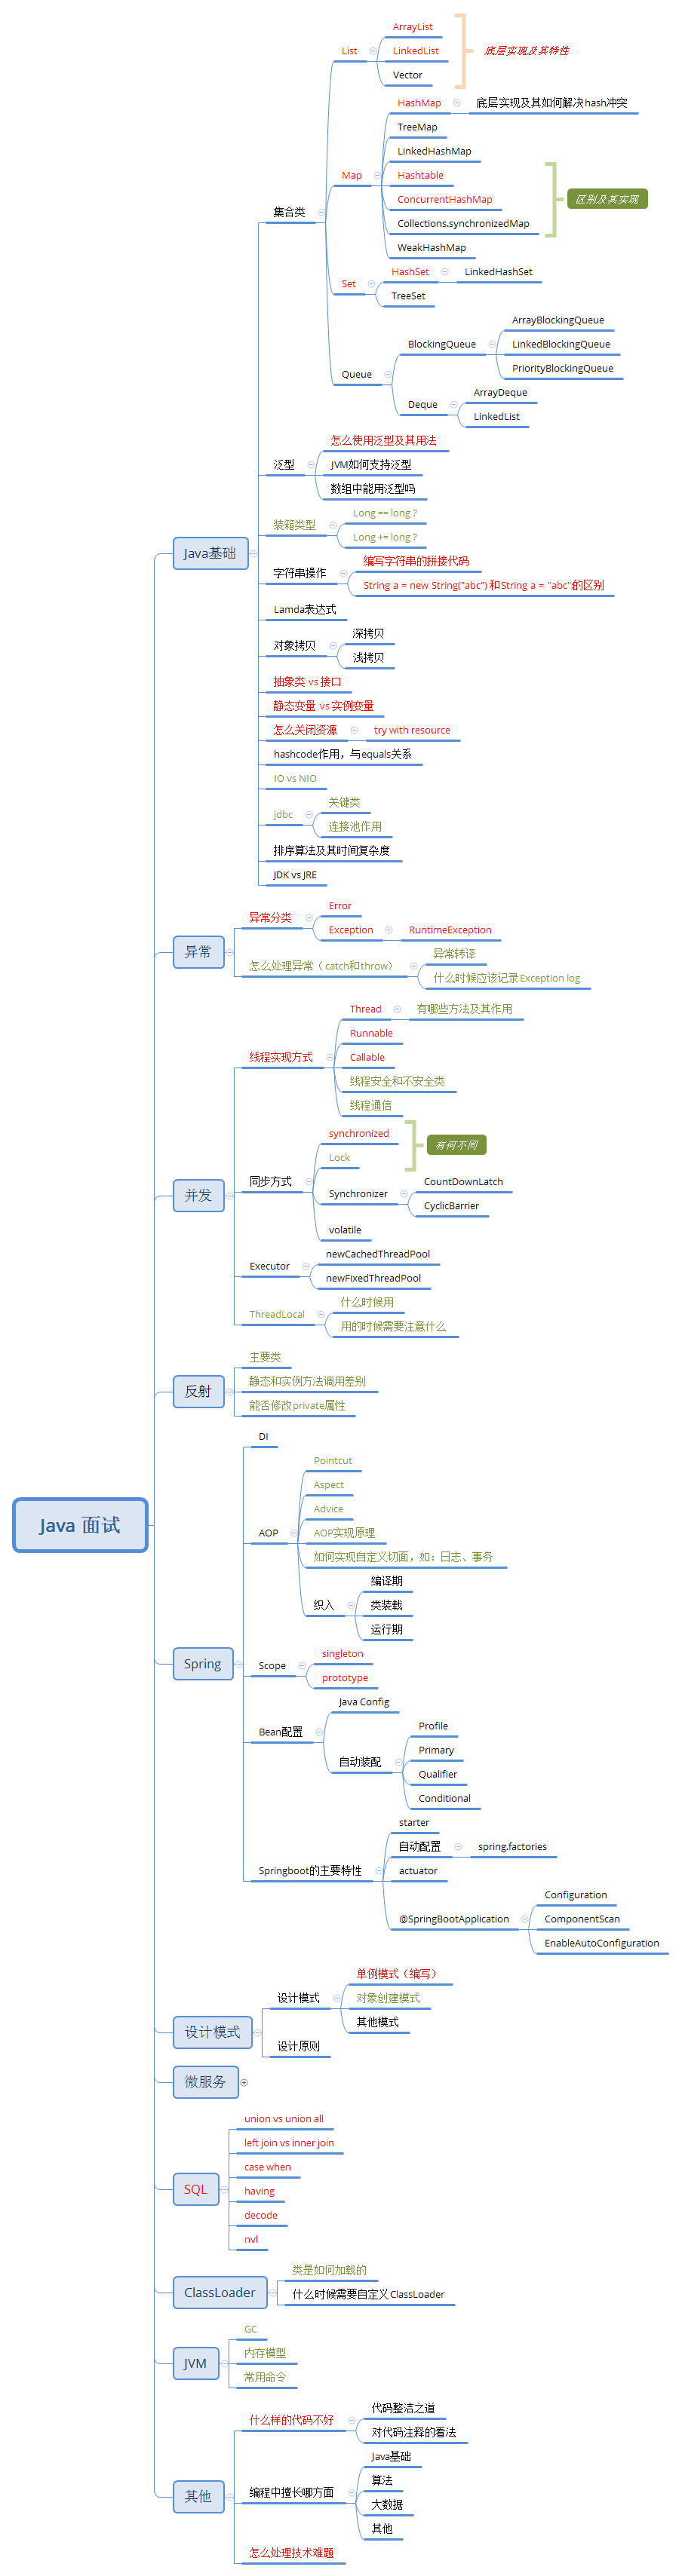 Java 面试
Java基础
集合类
List
ArrayList
LinkedList
Vector
底层实现及其特性
Map
HashMap
底层实现及其如何解决hash冲突
TreeMap
LinkedHashMap
Hashtable
ConcurrentHashMap
Collections.synchronizedMap
WeakHashMap
区别及其实现
Set
HashSet
LinkedHashSet
TreeSet
Queue
BlockingQueue
ArrayBlockingQueue
LinkedBlockingQueue
PriorityBlockingQueue
Deque
ArrayDeque
LinkedList
泛型
怎么使用泛型及其用法
JVM如何支持泛型
数组中能用泛型吗
装箱类型
Long == long ?
Long += long ?
字符串操作
编写字符串的拼接代码
String a = new String("abc") 和String a = "abc";的区别
Lamda表达式
对象拷贝
深拷贝
浅拷贝
抽象类 vs 接口
静态变量 vs 实例变量
怎么关闭资源
try with resource
hashcode作用，与equals关系
IO vs NIO
jdbc
关键类
连接池作用
排序算法及其时间复杂度
JDK vs JRE
异常
异常分类
Error
Exception
RuntimeException
怎么处理异常（catch和throw）
异常转译
什么时候应该记录Exception log
并发
线程实现方式
Thread
有哪些方法及其作用
Runnable
Callable
线程安全和不安全类
线程通信
同步方式
synchronized
Lock
有何不同
Synchronizer
CountDownLatch
CyclicBarrier
volatile
Executor
newCachedThreadPool
newFixedThreadPool
ThreadLocal
什么时候用
用的时候需要注意什么
反射
主要类
静态和实例方法调用差别
能否修改private属性
Spring
DI
AOP
Pointcut
Aspect
Advice
AOP实现原理
如何实现自定义切面，如：日志、事务
织入
编译期
类装载
运行期
Scope
singleton
prototype
Bean配置
Java Config
自动装配
Profile
Primary
Qualifier
Conditional
Springboot的主要特性
starter
自动配置
spring.factories
actuator
@SpringBootApplication
Configuration
ComponentScan
EnableAutoConfiguration
设计模式
设计模式
单例模式（编写）
对象创建模式
其他模式
设计原则
微服务
SQL
union vs union all
left join vs inner join
case when
having
decode
nvl
ClassLoader
类是如何加载的
什么时候需要自定义ClassLoader
JVM
GC
内存模型
常用命令
其他
什么样的代码不好
代码整洁之道
对代码注释的看法
编程中擅长哪方面
Java基础
算法
大数据
其他
怎么处理技术难题